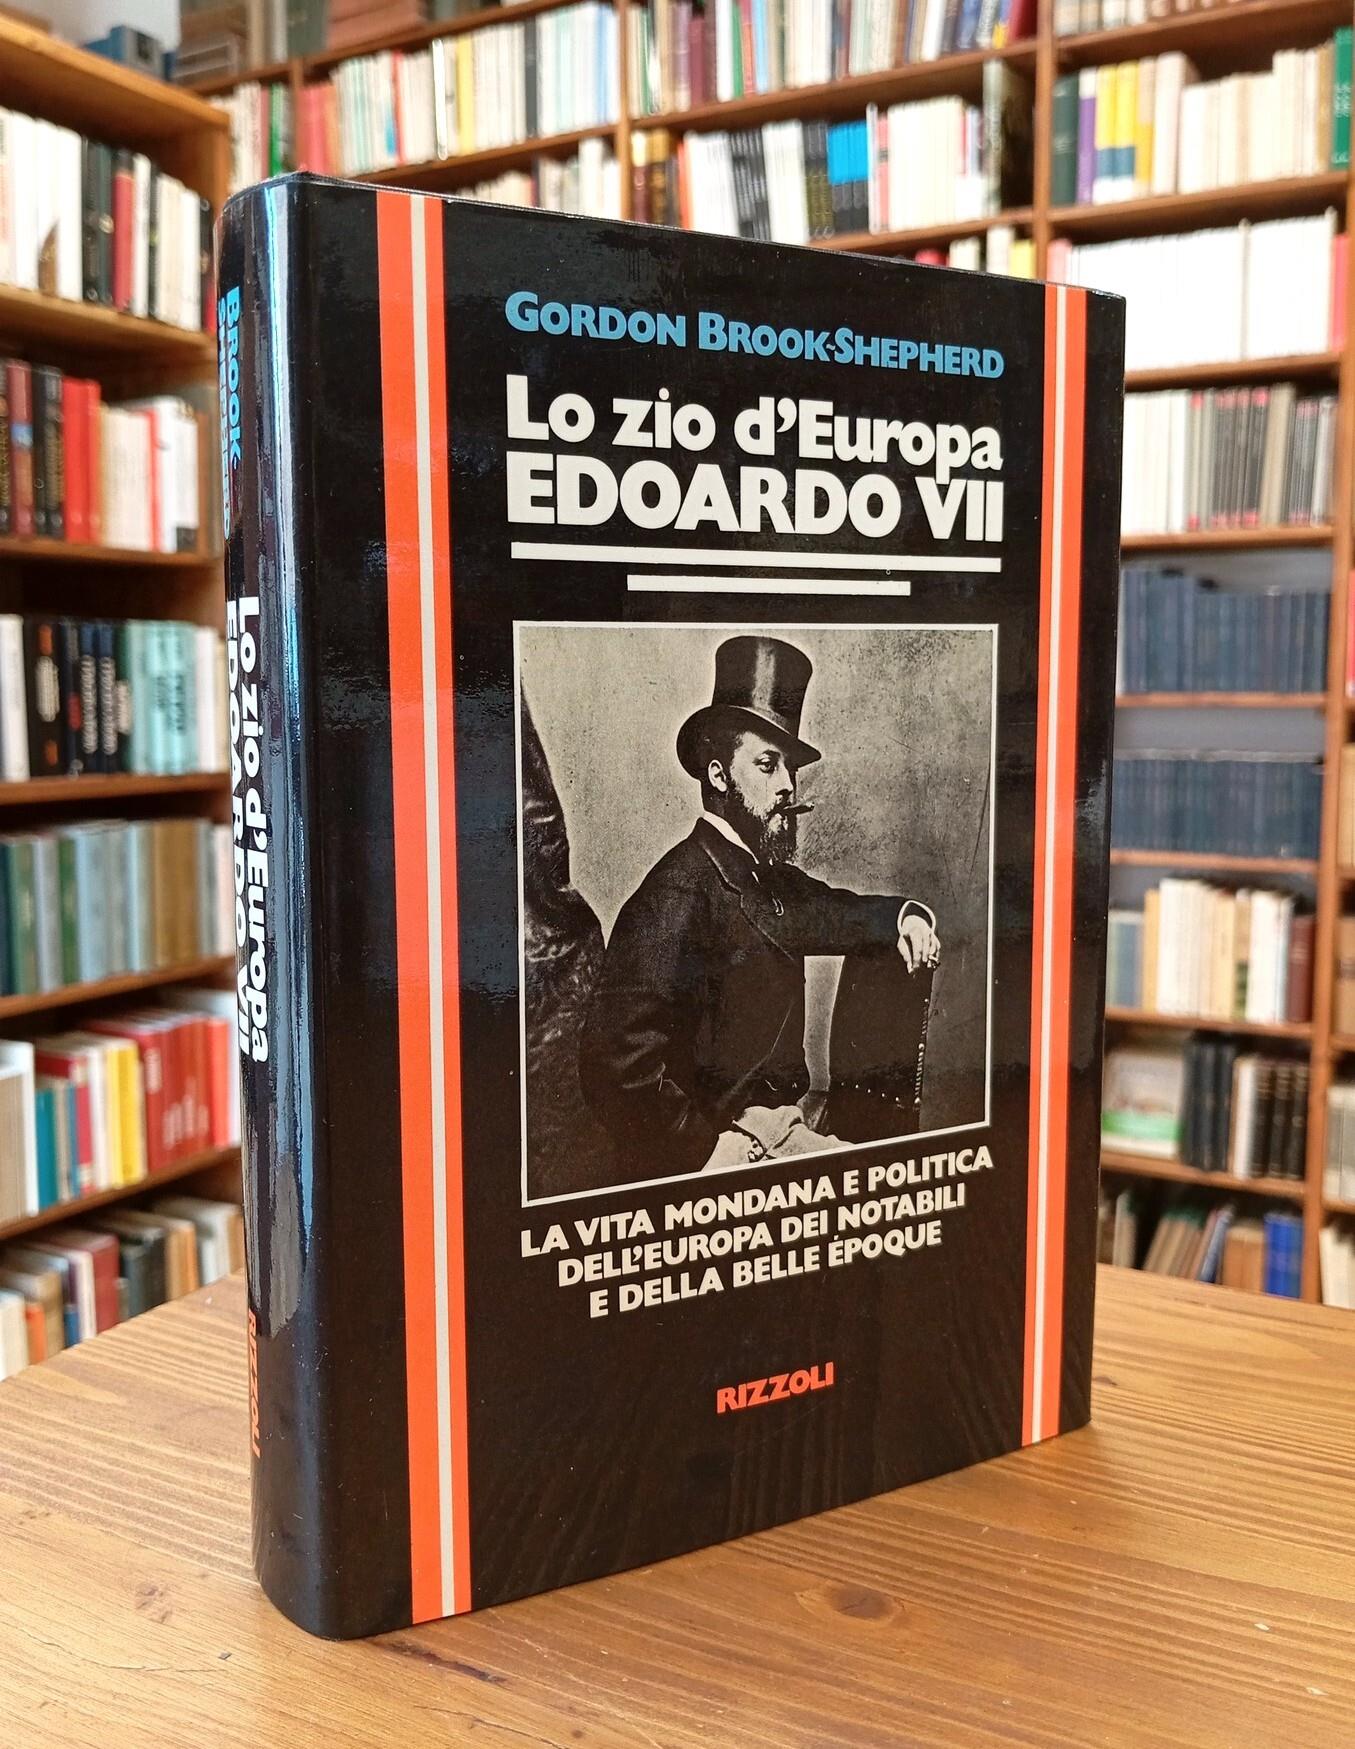 GORDON BROOK-SHEPHERD
Lo zio d'Europa
EDOARDO VII
LA VITA MONDANA E POLITICA
DELL'EUROPA DEI NOTABILI
E DELLA BELLE ÉPOQUE
RIZZOLI
BROOK-
SHEPHERD
Lo zio d'Europa
EDOARDO VII
RIZZOLI